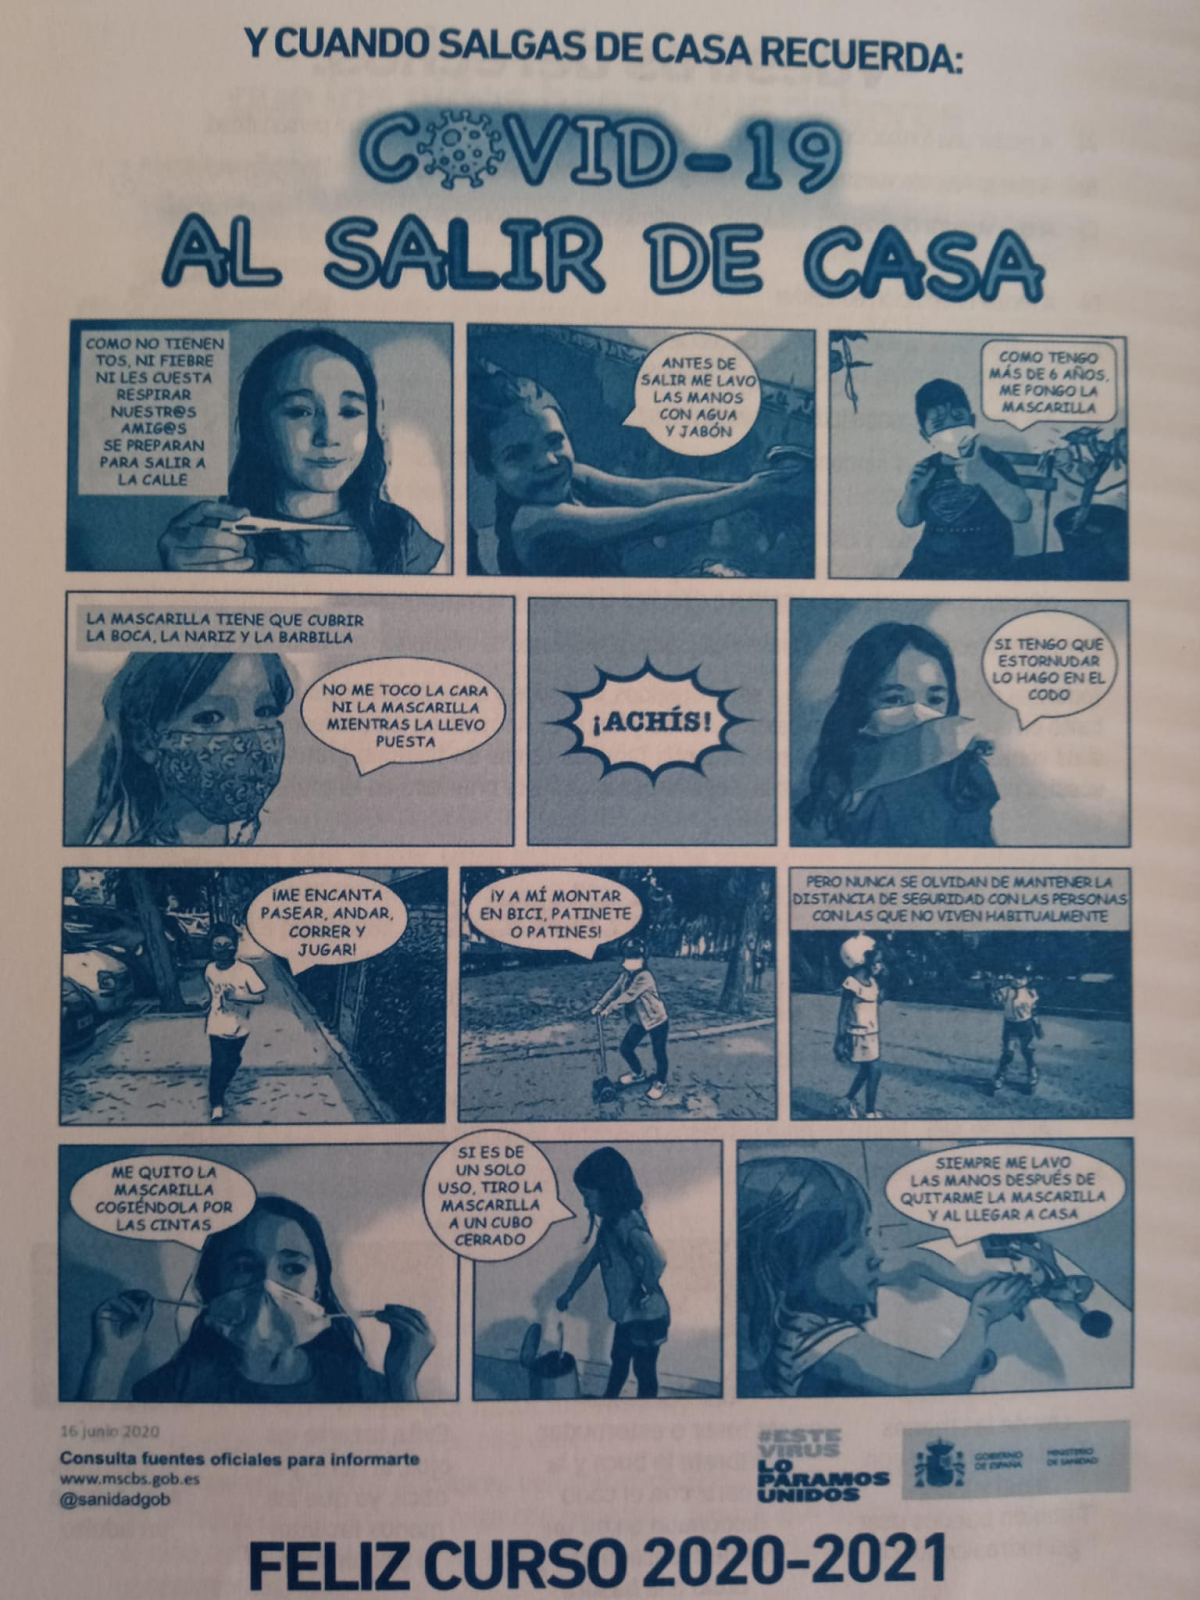 Y CUANDO SALGAS DE CASA RECUERDA:
COVID-19
AL SALIR DE CASA
COMO NO TIENEN
TOS, NI FIEBRE
NI LES CUESTA
RESPIRAR
NUESTR@S
AMIG@S
SE PREPARAN
PARA SALIR A
LA CALLE
ANTES DE
SALIR ME LAVO
LAS MANOS
CON AGUA
Y JABÓN
COMO TENGO
MÁS DE 6 AÑOS,
ME PONGO LA
MASCARILLA
LA MASCARILLA TIENE QUE CUBRIR
LA BOCA, LA NARIZ Y LA BARBILLA
NO ME TOCO LA CARA
NI LA MASCARILLA
MIENTRAS LA LLEVO
PUESTA
¡ACHÍS!
SI TENGO QUE
ESTORNUDAR
LO HAGO EN EL
CODO
¡ME ENCANTA
PASEAR, ANDAR,
CORRER Y
JUGAR!
¡Y A MÍ MONTAR
EN BICI, PATINETE
O PATINES!
PERO NUNCA SE OLVIDAN DE MANTENER LA
DISTANCIA DE SEGURIDAD CON LAS PERSONAS
CON LAS QUE NO VIVEN HABITUALMENTE
ME QUITO LA
MASCARILLA
COGIÉNDOLA POR
LAS CINTAS
SI ES DE
UN SOLO
USO, TIRO LA
MASCARILLA
A UN CUBO
CERRADO
SIEMPRE ME LAVO
LAS MANOS DESPUÉS DE
QUITARME LA MASCARILLA
Y AL LLEGAR A CASA
16 junio 2020
Consulta fuentes oficiales para informarte
www.mscbs.gob.es
@sanidadgob
#ESTE
VIRUS
LO
PARAMOS
UNIDOS
GOBIERNO
DE ESPAÑA
MINISTERIO
DE SANIDAD
FELIZ CURSO 2020-2021